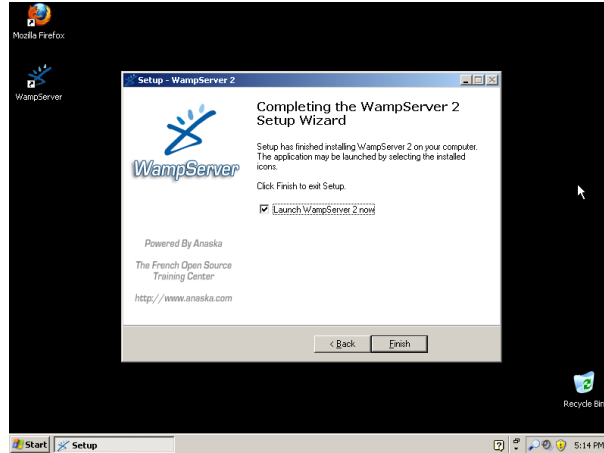 Mozilla Firefox
WampServer
Setup - WampServer 2
WampServer
Completing the WampServer 2
Setup Wizard
Setup has finished installing WampServer 2 on your computer.
The application may be launched by selecting the installed
icons.
Click Finish to exit Setup.
Launch WampServer 2 now
Powered By Anaska
The French Open Source
Training Center
http://www.anaska.com
< Back
Finish
Recycle Bin
Start
Setup
5:14 PM